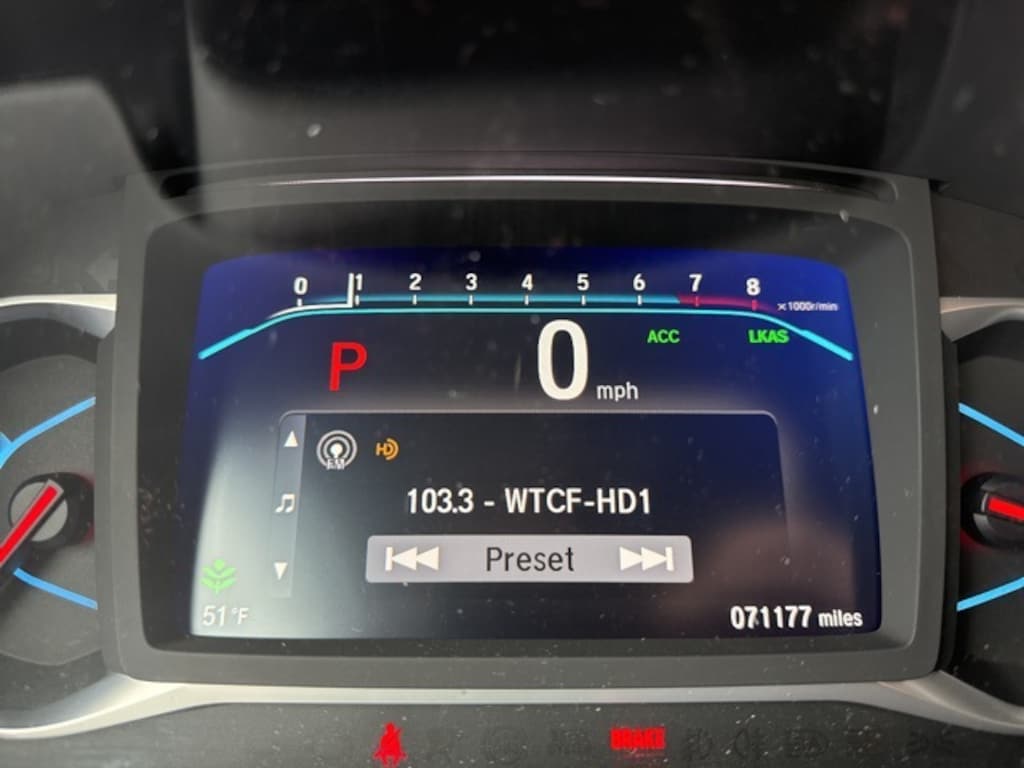 0 1 2 3 4 5 6 7 8
×1000r/min
P 0 mph ACC LKAS
FM HD
103.3 - WTCF-HD1
Preset
51°F 071177 miles
BRAKE